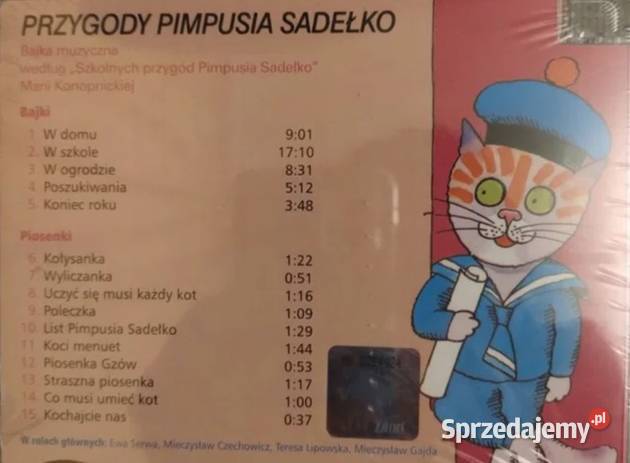 PRZYGODY PIMPUSIA SADEŁKO
Bajka muzyczna
według „Szkolnych przygód Pimpusia Sadełko”
Marii Konopnickiej
Bajki
1. W domu 9:01
2. W szkole 17:10
3. W ogrodzie 8:31
4. Poszukiwania 5:12
5. Koniec roku 3:48
Piosenki
6. Kołysanka 1:22
7. Wyliczanka 0:51
8. Uczyć się musi każdy kot 1:16
9. Poleczka 1:09
10. List Pimpusia Sadełko 1:29
11. Koci menuet 1:44
12. Piosenka Gzów 0:53
13. Straszna piosenka 1:17
14. Co musi umieć kot 1:00
15. Kochajcie nas 0:37
W rolach głównych: Ewa Serwa, Mieczysław Czechowicz, Teresa Lipowska, Mieczysław Gajda
Sprzedajemy.pl